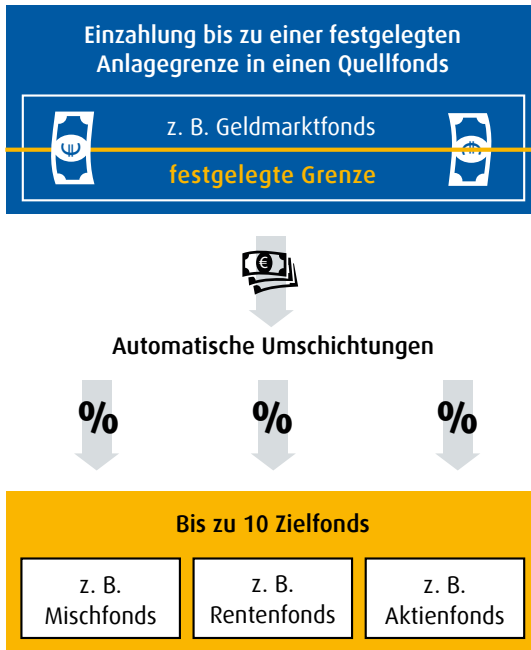 Einzahlung bis zu einer festgelegten
Anlagegrenze in einen Quellfonds
z. B. Geldmarktfonds
festgelegte Grenze
€
Automatische Umschichtungen
% % %
Bis zu 10 Zielfonds
z. B.
Mischfonds
z. B.
Rentenfonds
z. B.
Aktienfonds